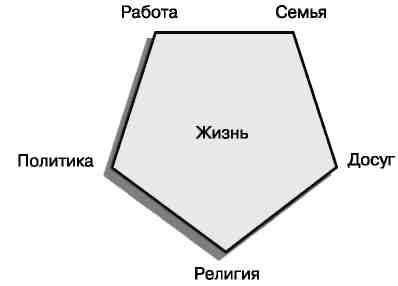 Работа
Семья
Жизнь
Политика
Досуг
Религия